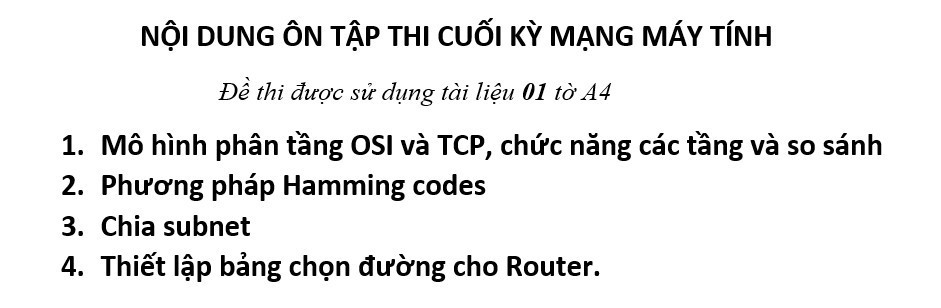 NỘI DUNG ÔN TẬP THI CUỐI KỲ MẠNG MÁY TÍNH
Đề thi được sử dụng tài liệu 01 tờ A4
1. Mô hình phân tầng OSI và TCP, chức năng các tầng và so sánh
2. Phương pháp Hamming codes
3. Chia subnet
4. Thiết lập bảng chọn đường cho Router.